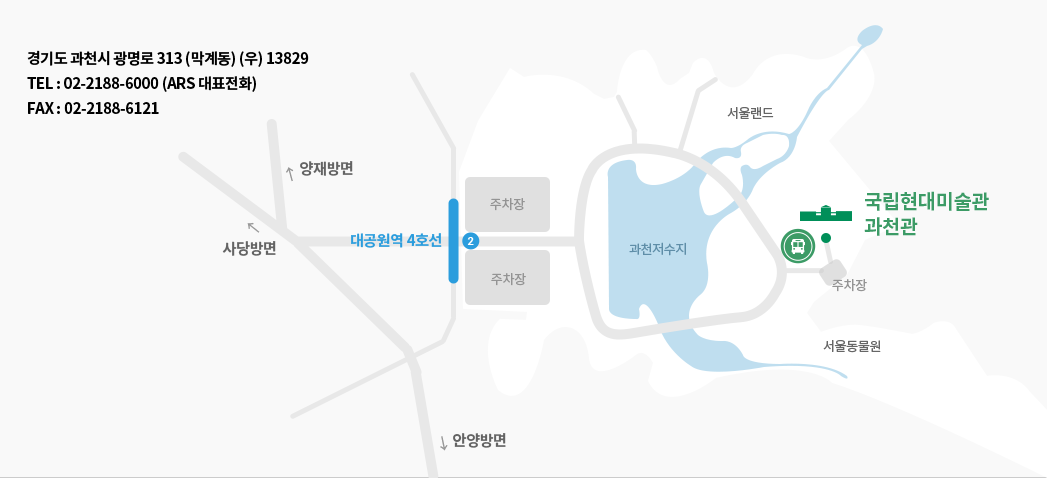 경기도 과천시 광명로 313 (막계동) (우) 13829
TEL : 02-2188-6000 (ARS 대표전화)
FAX : 02-2188-6121
서울랜드
양재방면
주차장
국립현대미술관
과천관
사당방면
대공원역 4호선
2
과천저수지
주차장
주차장
서울동물원
안양방면